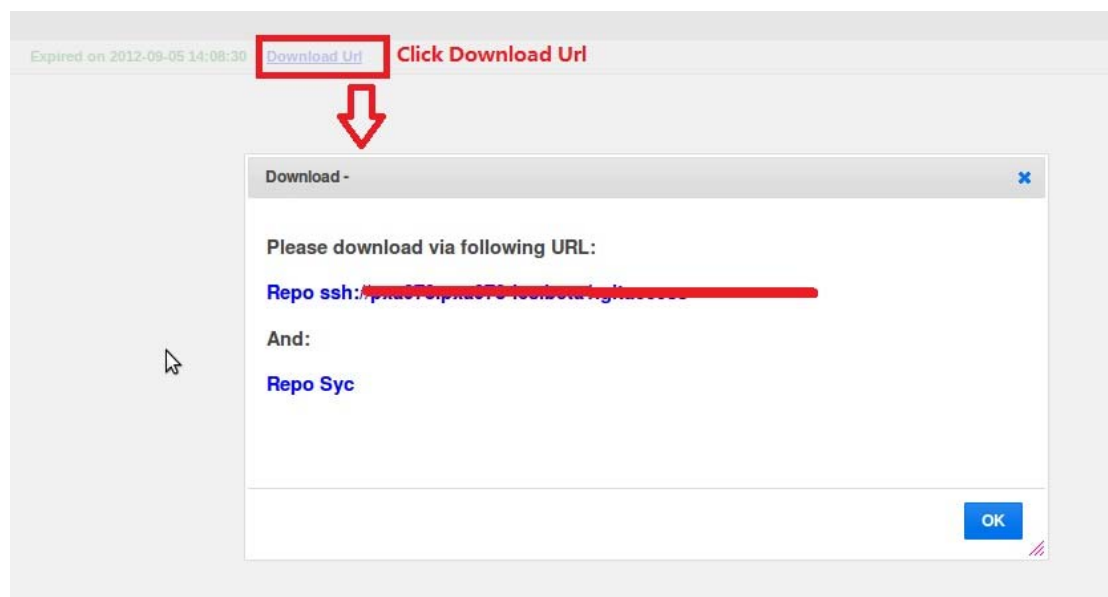 Expired on 2012-09-05 14:08:30 Download Url Click Download Url
Download -
Please download via following URL:
Repo ssh:
And:
Repo Syc
OK